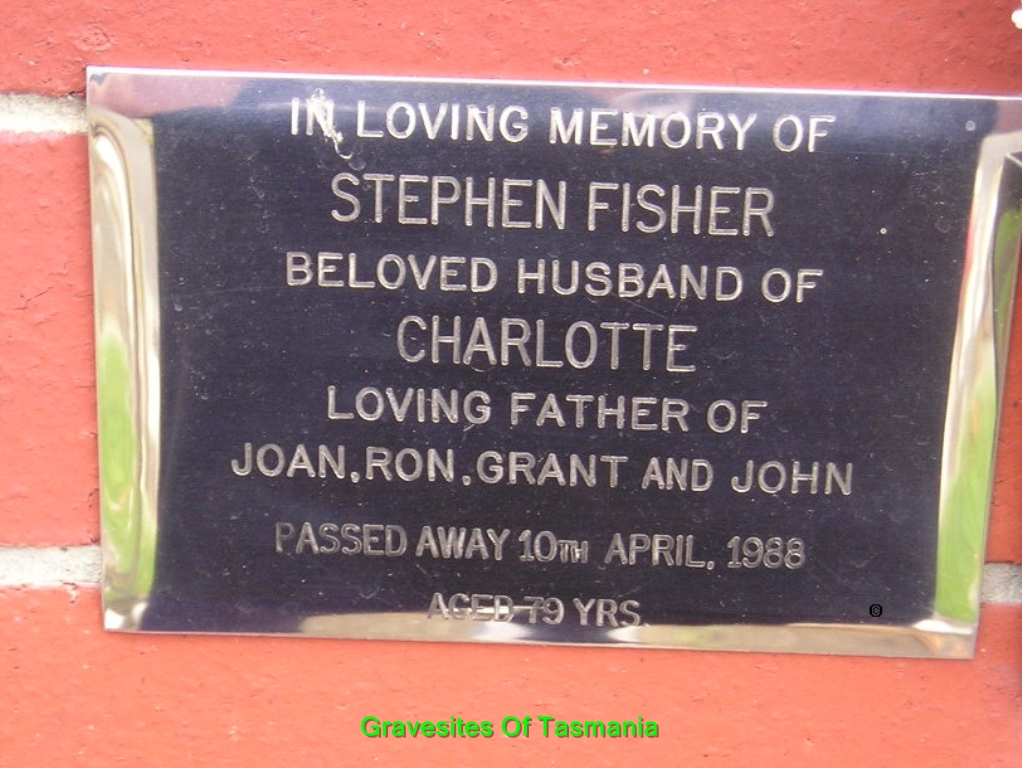 IN LOVING MEMORY OF
STEPHEN FISHER
BELOVED HUSBAND OF
CHARLOTTE
LOVING FATHER OF
JOAN, RON, GRANT AND JOHN
PASSED AWAY 10TH APRIL, 1988
AGED 79 YRS.
Gravesites Of Tasmania